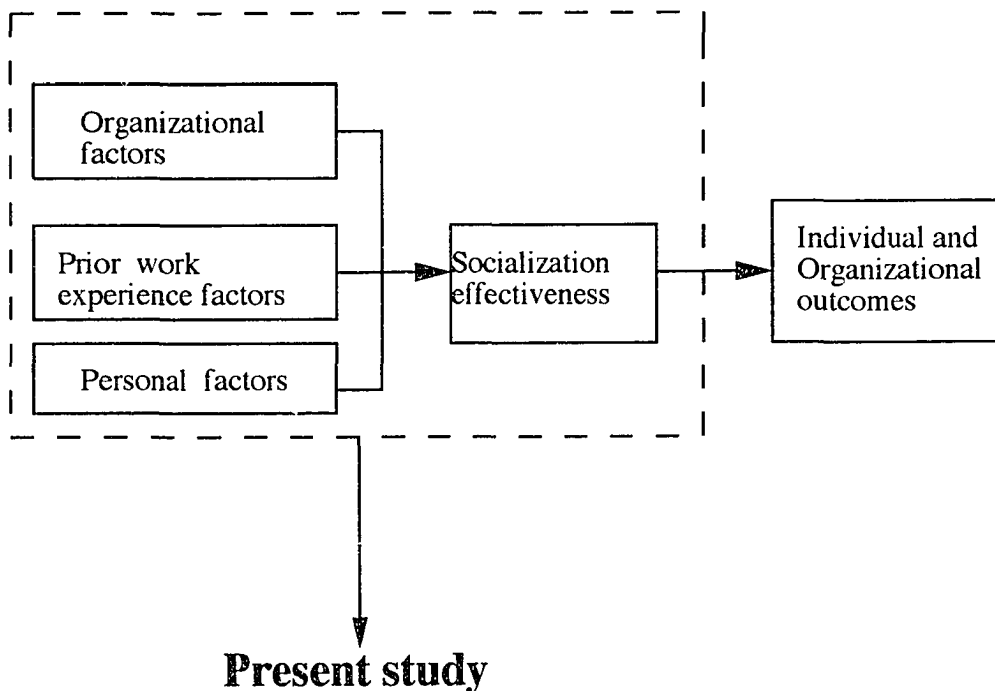 Organizational
factors
Prior work
experience factors
Personal factors
Socialization
effectiveness
Individual and
Organizational
outcomes
Present study